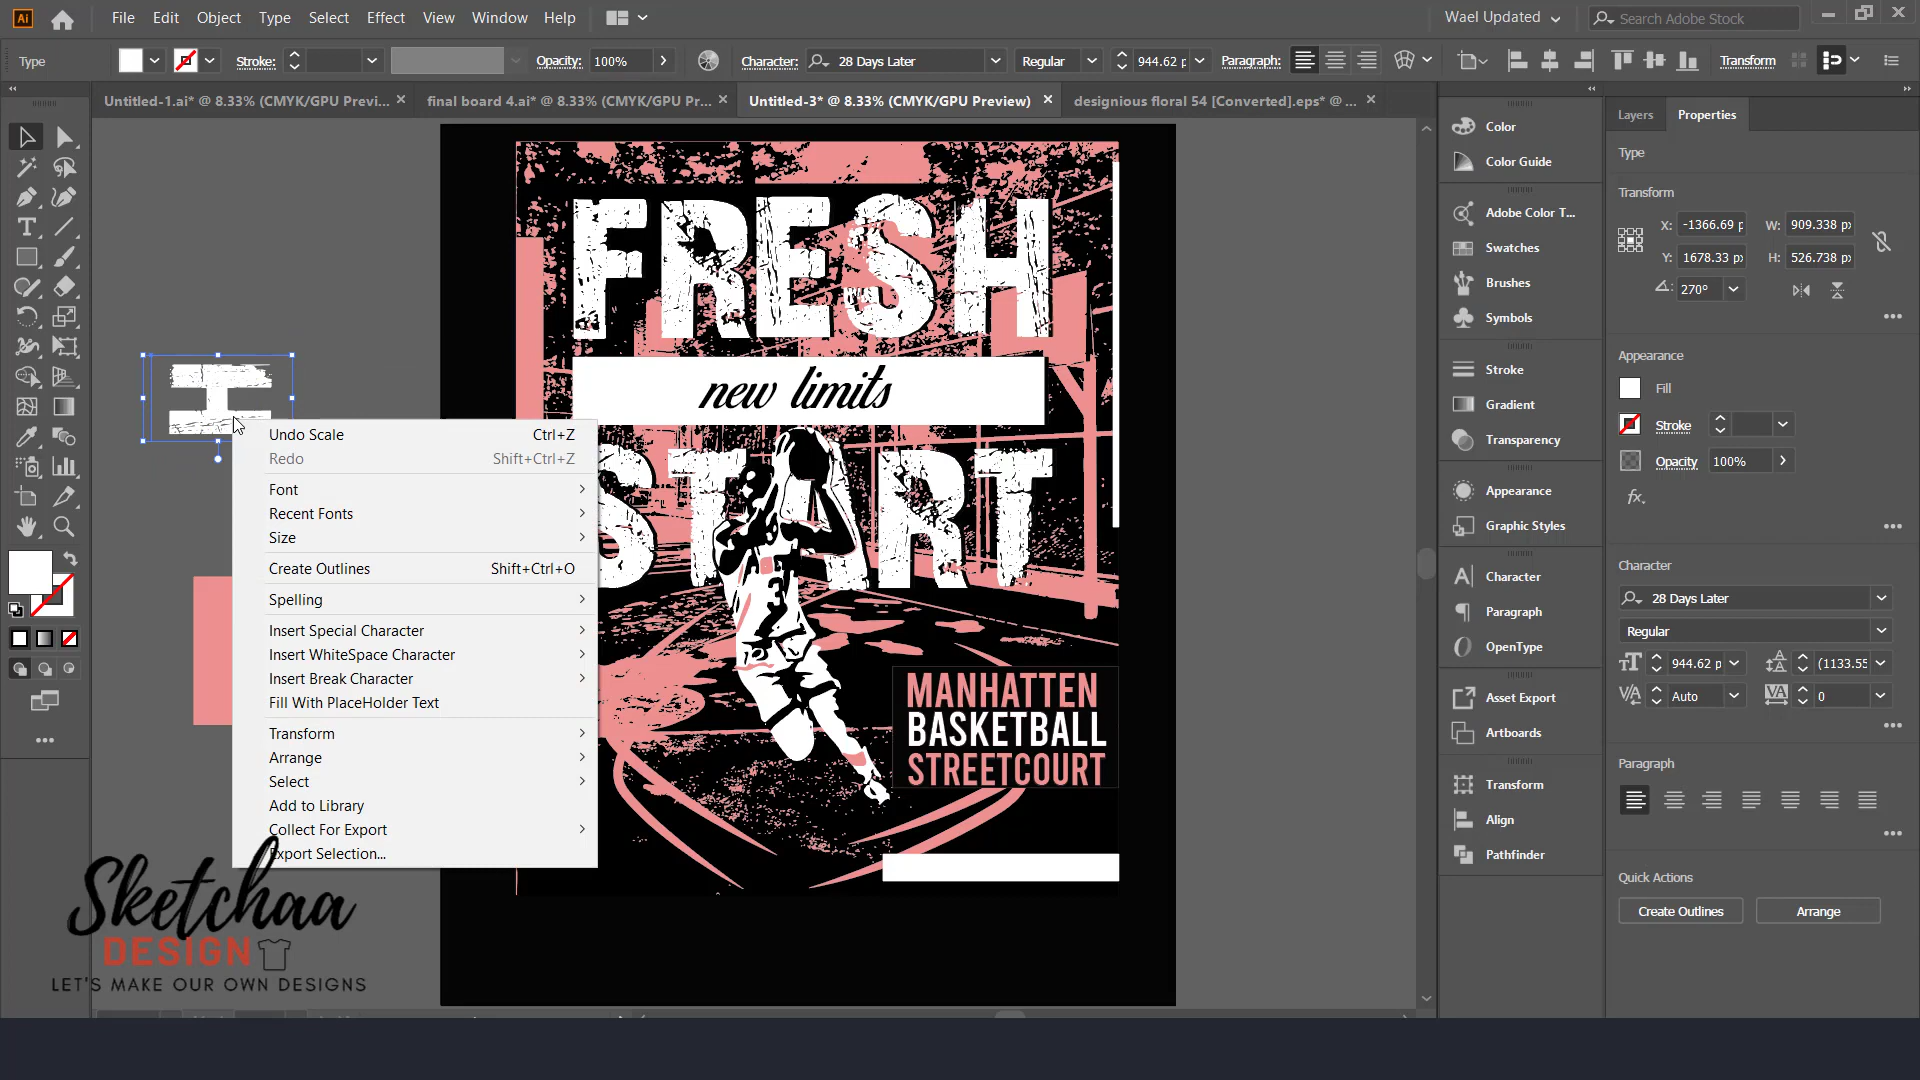 Ai File Edit Object Type Select Effect View Window Help Wael Updated Search Adobe Stock
Type Stroke: Opacity: 100% Character: 28 Days Later Regular 944.62 p Paragraph: Transform
Untitled-1.ai* @ 8.33% (CMYK/GPU Previ... final board 4.ai* @ 8.33% (CMYK/GPU Pr... Untitled-3* @ 8.33% (CMYK/GPU Preview) designious floral 54 [Converted].eps* @ ...
FRESH
new limits
START
3
MANHATTEN
BASKETBALL
STREETCOURT
H
Undo Scale Ctrl+Z
Redo Shift+Ctrl+Z
Font
Recent Fonts
Size
Create Outlines Shift+Ctrl+O
Spelling
Insert Special Character
Insert WhiteSpace Character
Insert Break Character
Fill With PlaceHolder Text
Transform
Arrange
Select
Add to Library
Collect For Export
Export Selection...
Sketchaa
DESIGN
LET'S MAKE OUR OWN DESIGNS
Color
Color Guide
Adobe Color T...
Swatches
Brushes
Symbols
Stroke
Gradient
Transparency
Appearance
Graphic Styles
Character
Paragraph
OpenType
Asset Export
Artboards
Transform
Align
Pathfinder
Layers Properties
Type
Transform
X: -1366.69 p W: 909.338 px
Y: 1678.33 px H: 526.738 px
270°
Appearance
Fill
Stroke
Opacity 100%
fx.
Character
28 Days Later
Regular
944.62 p (1133.55
Auto 0
Paragraph
Quick Actions
Create Outlines Arrange